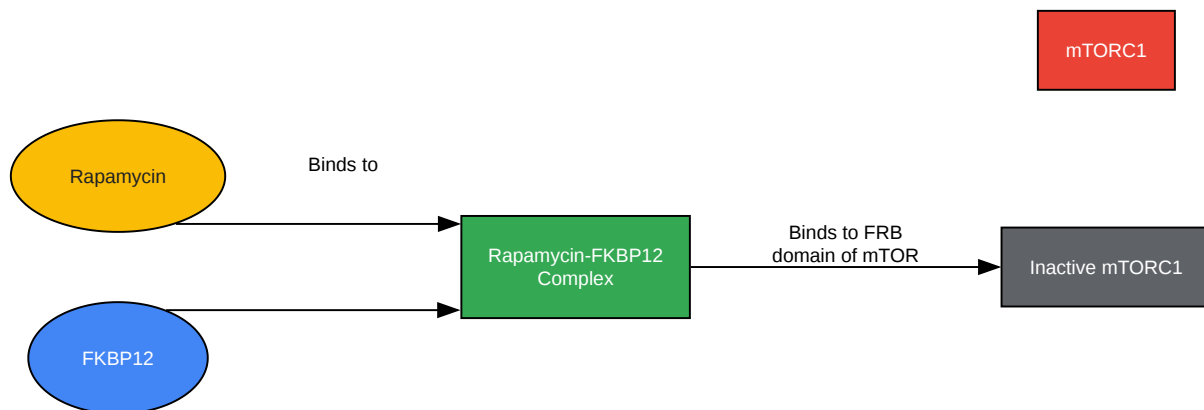 mTORC1
Rapamycin
Binds to
Rapamycin-FKBP12
Complex
Binds to FRB
domain of mTOR
Inactive mTORC1
FKBP12